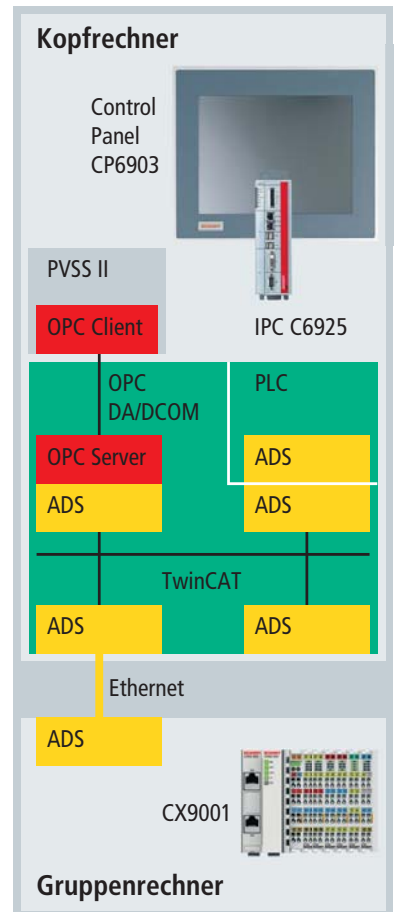 Kopfrechner
Control
Panel
CP6903
PVSS II
OPC Client
IPC C6925
OPC
DA/DCOM
PLC
OPC Server
ADS
ADS
ADS
TwinCAT
ADS
ADS
Ethernet
ADS
CX9001
Gruppenrechner